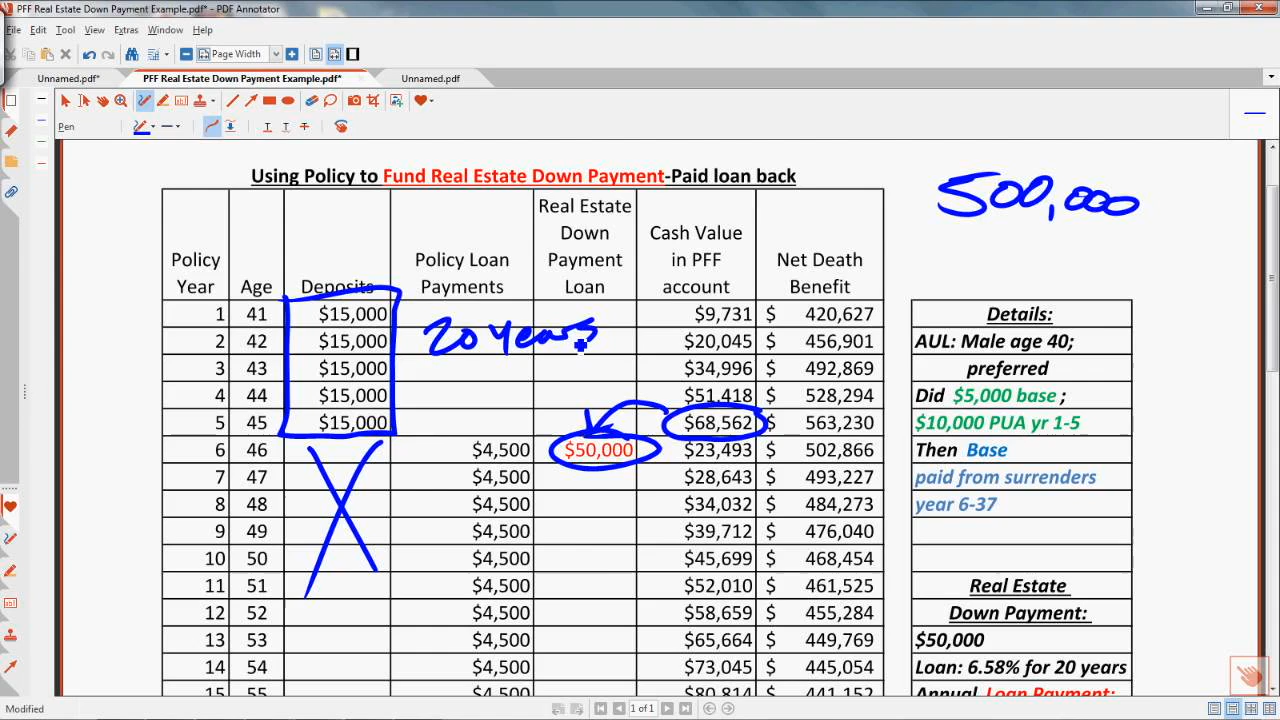 PFF Real Estate Down Payment Example.pdf* - PDF Annotator
File Edit Tool View Extras Window Help
Page Width
Unnamed.pdf* PFF Real Estate Down Payment Example.pdf* Unnamed.pdf
Pen
Using Policy to Fund Real Estate Down Payment-Paid loan back
500,000
Policy Year Age Deposits Policy Loan Payments Real Estate Down Payment Loan Cash Value in PFF account Net Death Benefit
1 41 $15,000 $9,731 $ 420,627
2 42 $15,000 $20,045 $ 456,901
3 43 $15,000 $34,996 $ 492,869
4 44 $15,000 $51,418 $ 528,294
5 45 $15,000 $68,562 $ 563,230
6 46 $4,500 $50,000 $23,493 $ 502,866
7 47 $4,500 $28,643 $ 493,227
8 48 $4,500 $34,032 $ 484,273
9 49 $4,500 $39,712 $ 476,040
10 50 $4,500 $45,699 $ 468,454
11 51 $4,500 $52,010 $ 461,525
12 52 $4,500 $58,659 $ 455,284
13 53 $4,500 $65,664 $ 449,769
14 54 $4,500 $73,045 $ 445,054
15 55 $4,500 $80,814 $ 441,152
20 years
Details:
AUL: Male age 40;
preferred
Did $5,000 base ;
$10,000 PUA yr 1-5
Then Base
paid from surrenders
year 6-37
Real Estate
Down Payment:
$50,000
Loan: 6.58% for 20 years
Annual Loan Payment:
1 of 1
Modified